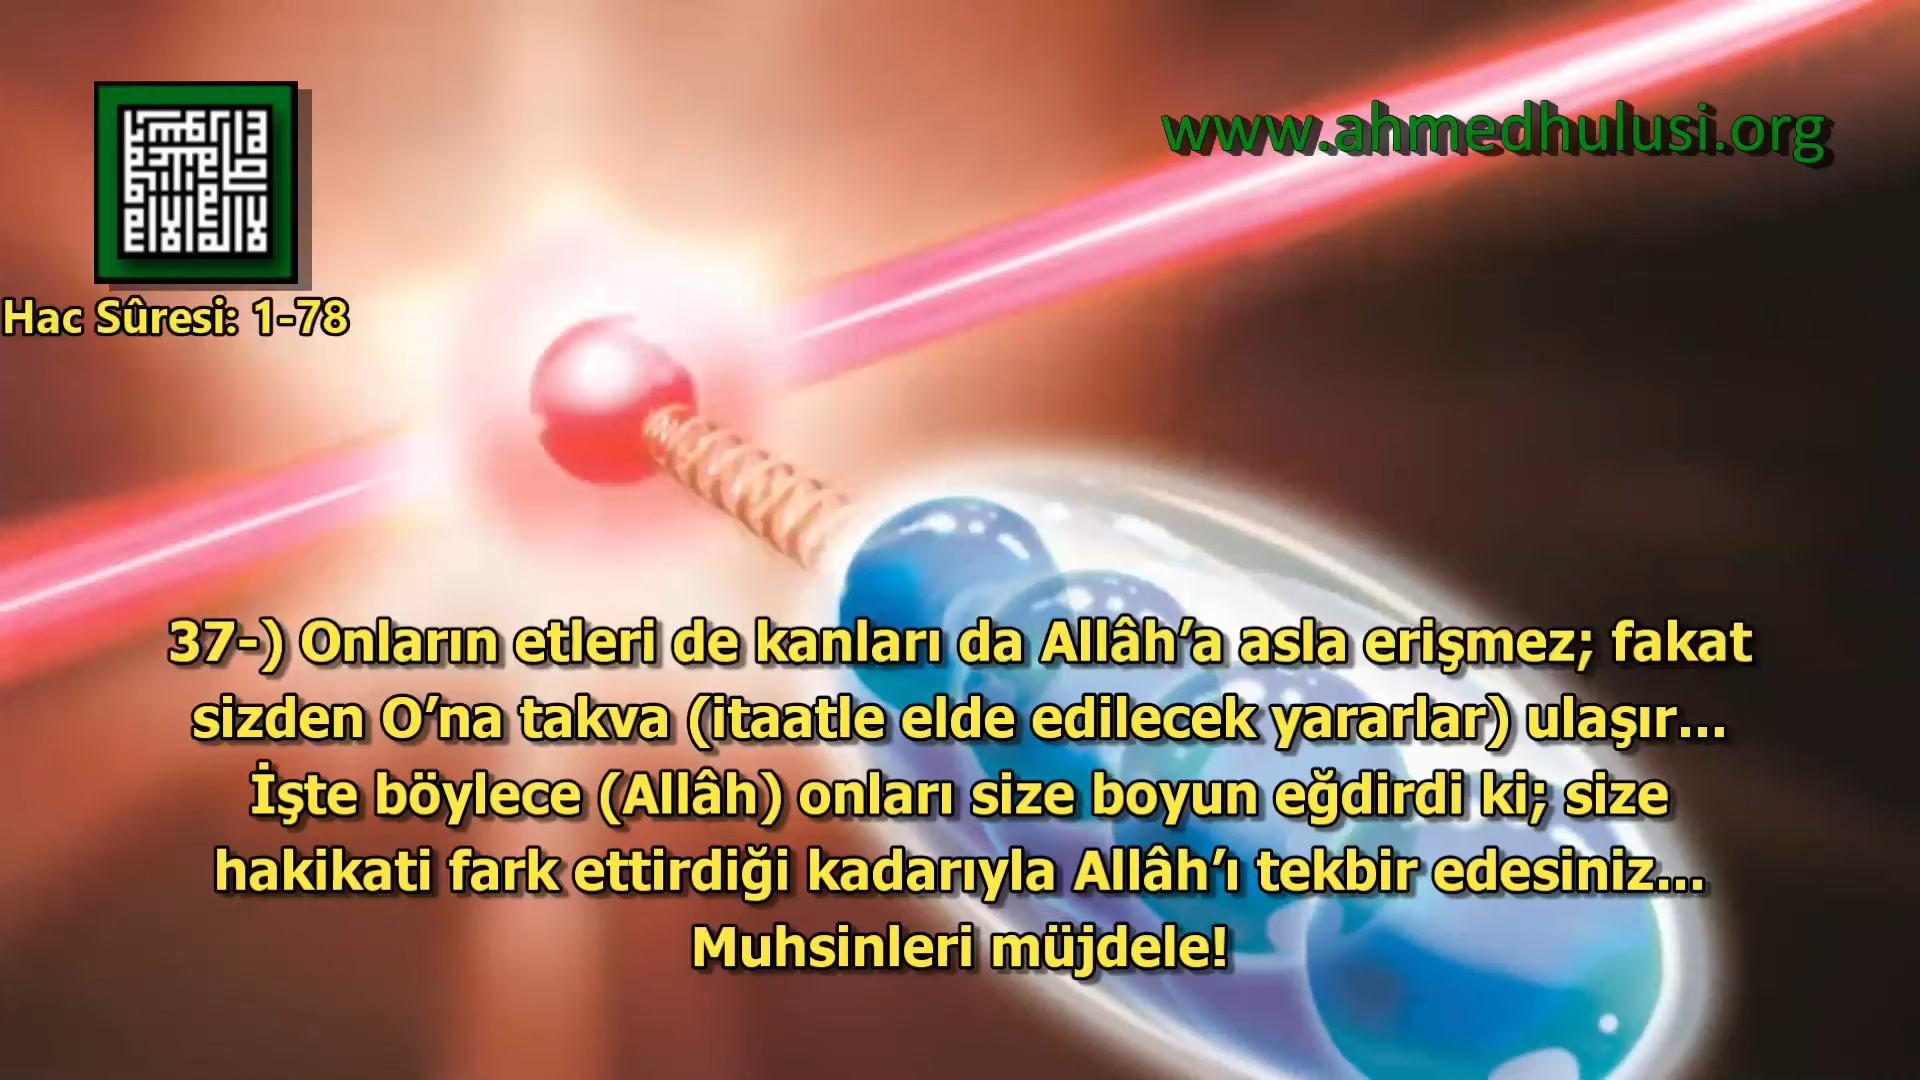 www.ahmedhulusi.org
Hac Sûresi: 1-78
37-) Onların etleri de kanları da Allâh’a asla erişmez; fakat
sizden O’na takva (itaatle elde edilecek yararlar) ulaşır...
İşte böylece (Allâh) onları size boyun eğdirdi ki; size
hakikati fark ettirdiği kadarıyla Allâh’ı tekbir edesiniz...
Muhsinleri müjdele!